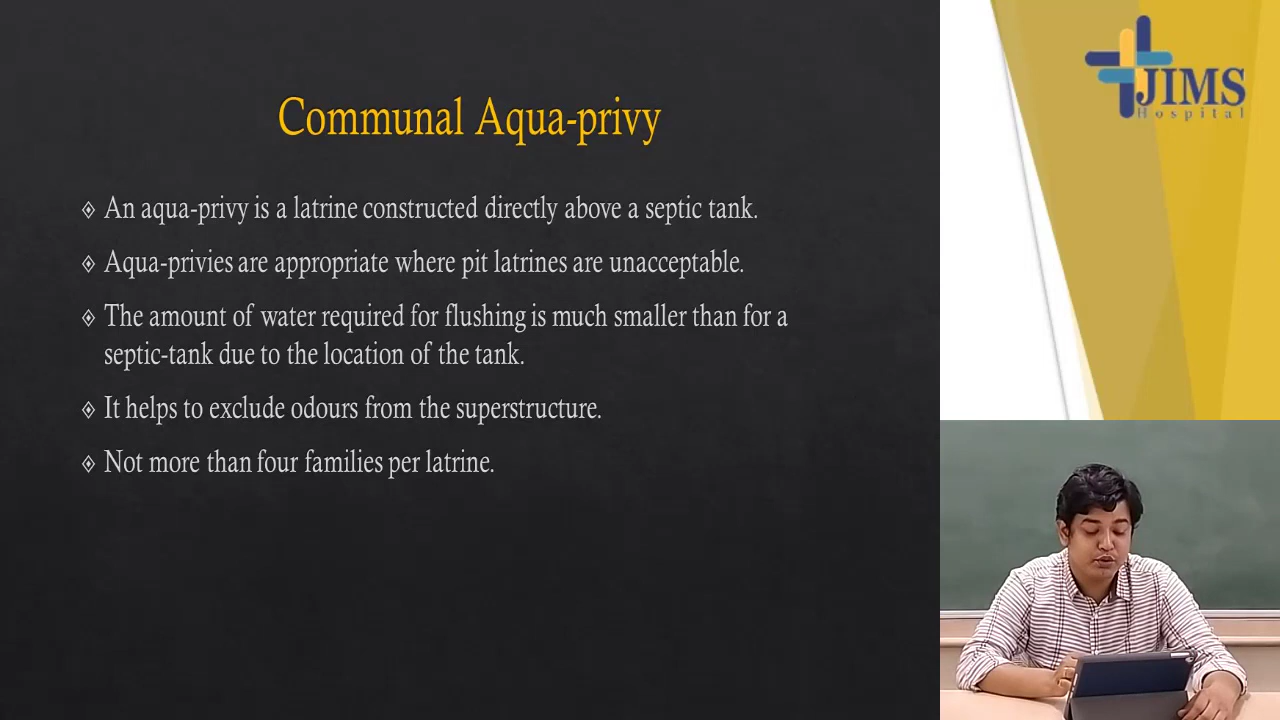 Communal Aqua-privy
An aqua-privy is a latrine constructed directly above a septic tank.
Aqua-privies are appropriate where pit latrines are unacceptable.
The amount of water required for flushing is much smaller than for a
septic-tank due to the location of the tank.
It helps to exclude odours from the superstructure.
Not more than four families per latrine.
JIMS
Hospital